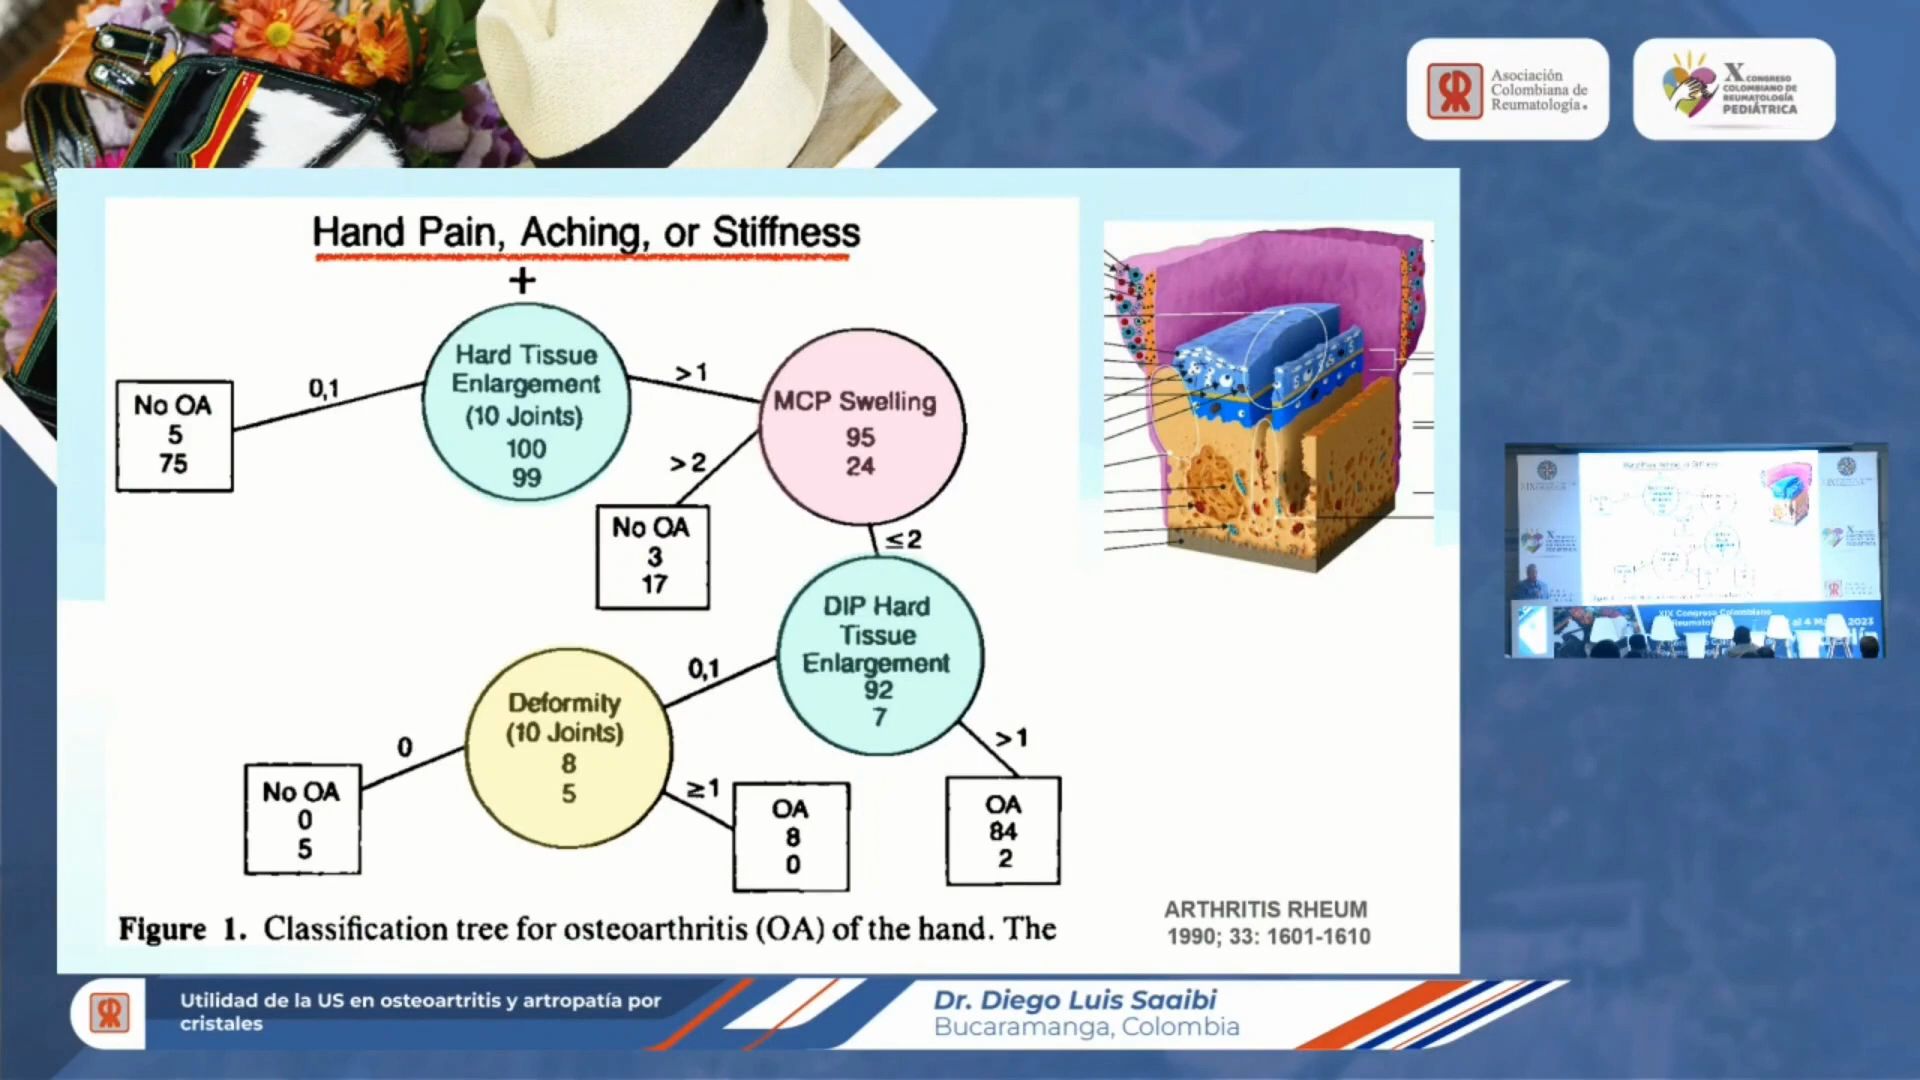 Asociación
Colombiana de
Reumatología.
X CONGRESO
COLOMBIANO DE
REUMATOLOGÍA
PEDIÁTRICA
Hand Pain, Aching, or Stiffness
+
Hard Tissue
Enlargement
(10 Joints)
100
99
0,1
No OA
5
75
>1
MCP Swelling
95
24
>2
No OA
3
17
≤2
DIP Hard
Tissue
Enlargement
92
7
0,1
Deformity
(10 Joints)
8
5
0
No OA
0
5
≥1
OA
8
0
>1
OA
84
2
Figure 1. Classification tree for osteoarthritis (OA) of the hand. The
ARTHRITIS RHEUM
1990; 33: 1601-1610
XIX Congreso Colombiano
Utilidad de la US en osteoartritis y artropatía por
cristales
Dr. Diego Luis Saaibi
Bucaramanga, Colombia